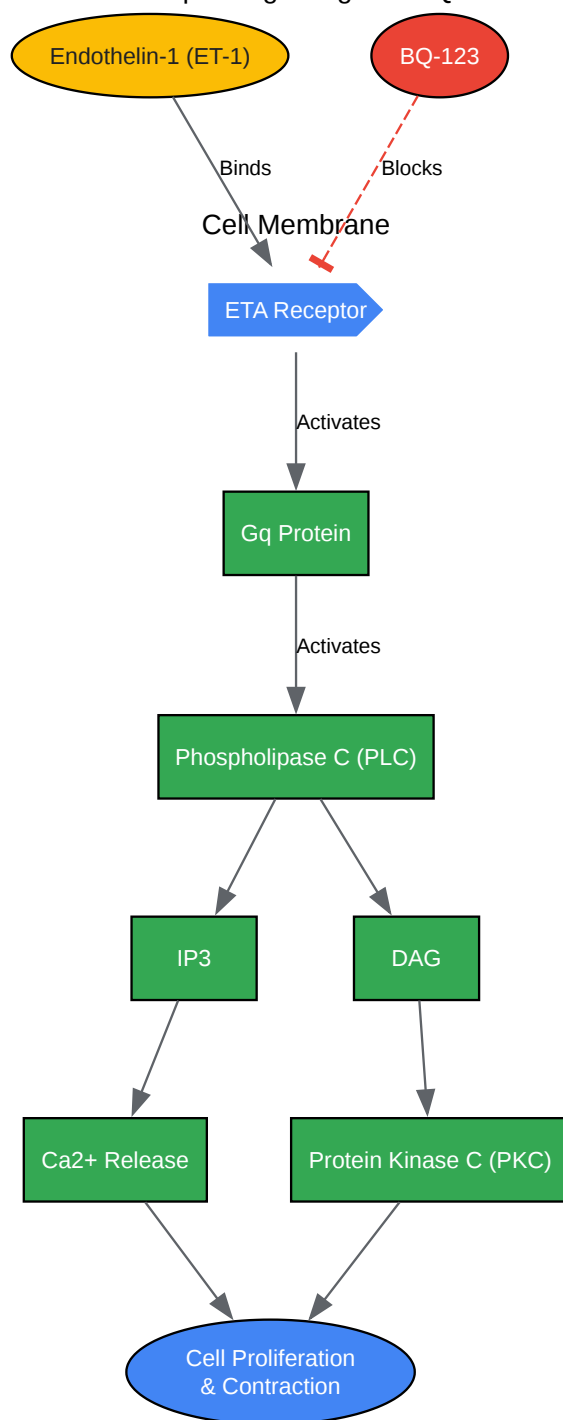 Endothelin-1 (ET-1)
BQ-123
Binds
Blocks
Cell Membrane
ETA Receptor
Activates
Gq Protein
Activates
Phospholipase C (PLC)
IP3
DAG
Ca2+ Release
Protein Kinase C (PKC)
Cell Proliferation
& Contraction